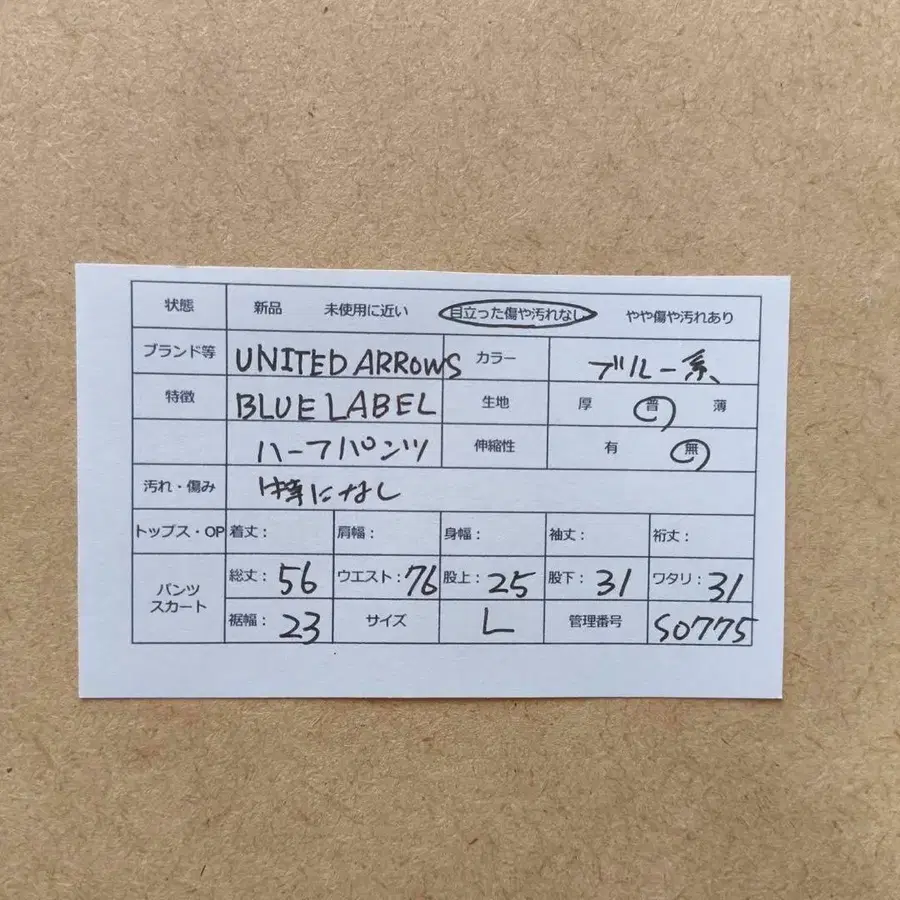 状態 新品 未使用に近い 目立った傷や汚れなし やや傷や汚れあり
ブランド等 UNITED ARROWS カラー ブルー系
特徴 BLUE LABEL 生地 厚 普 薄
ハーフパンツ 伸縮性 有 無
汚れ・傷み 特になし
トップス・OP 着丈： 肩幅： 身幅： 袖丈： 裄丈：
パンツ スカート 総丈：56 ウエスト：76 股上：25 股下：31 ワタリ：31
裾幅：23 サイズ L 管理番号 S0775